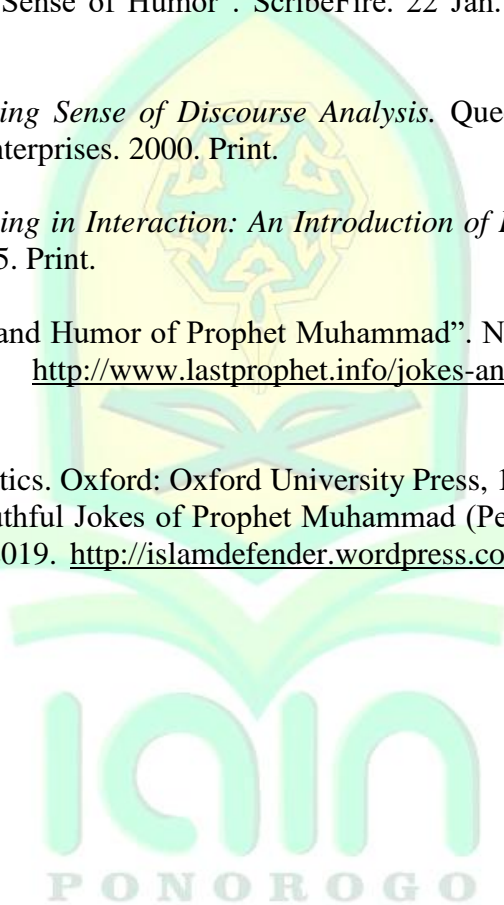 Sense of Humor". ScribeFire. 22 Jan.
ing Sense of Discourse Analysis. Que
nterprises. 2000. Print.
ing in Interaction: An Introduction of
5. Print.
and Humor of Prophet Muhammad”. N
http://www.lastprophet.info/jokes-an
tics. Oxford: Oxford University Press, 1
uthful Jokes of Prophet Muhammad (Pe
2019. http://islamdefender.wordpress.co
iain
PONOROGO